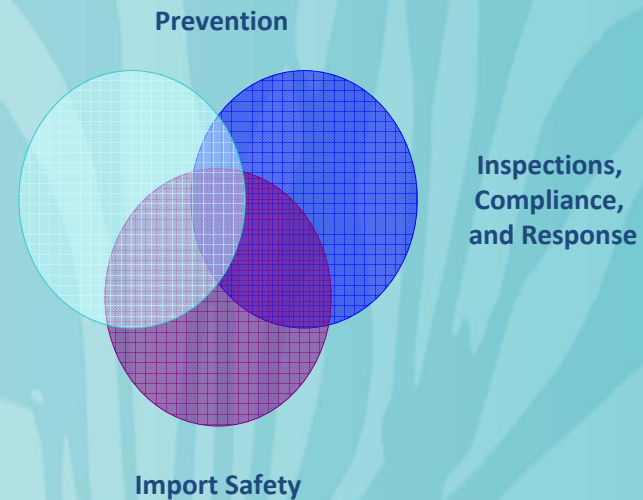 Prevention
Inspections,
Compliance,
and Response
Import Safety